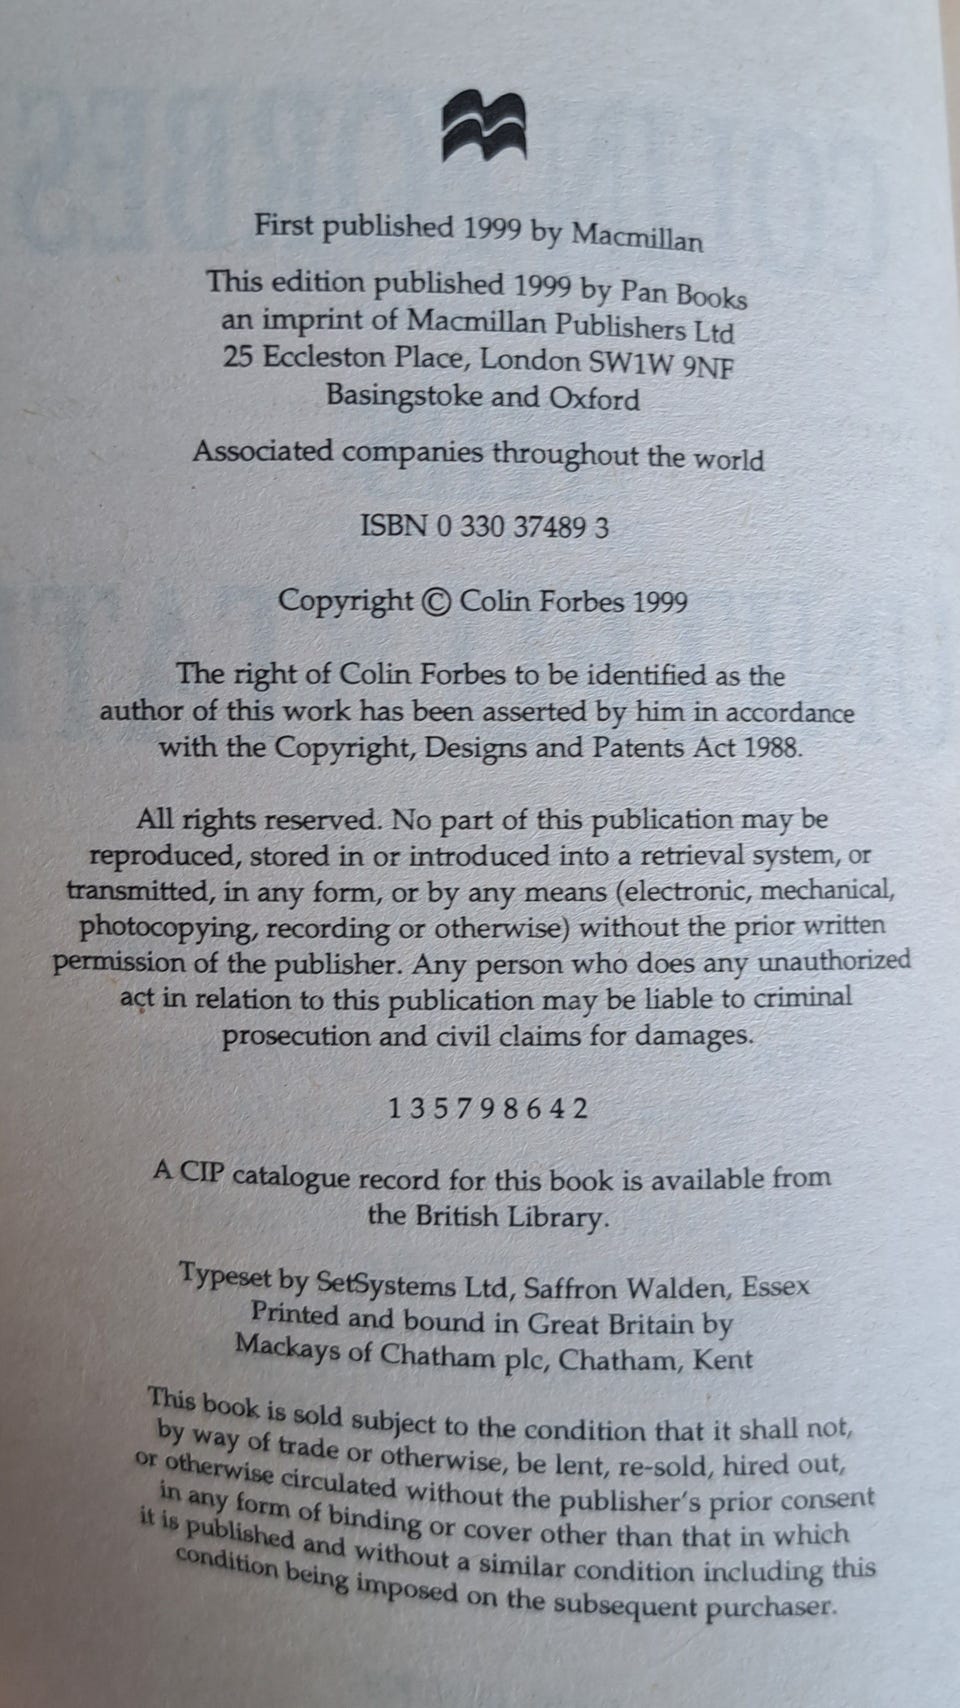 First published 1999 by Macmillan
This edition published 1999 by Pan Books
an imprint of Macmillan Publishers Ltd
25 Eccleston Place, London SW1W 9NF
Basingstoke and Oxford
Associated companies throughout the world
ISBN 0 330 37489 3
Copyright © Colin Forbes 1999
The right of Colin Forbes to be identified as the
author of this work has been asserted by him in accordance
with the Copyright, Designs and Patents Act 1988.
All rights reserved. No part of this publication may be
reproduced, stored in or introduced into a retrieval system, or
transmitted, in any form, or by any means (electronic, mechanical,
photocopying, recording or otherwise) without the prior written
permission of the publisher. Any person who does any unauthorized
act in relation to this publication may be liable to criminal
prosecution and civil claims for damages.
1 3 5 7 9 8 6 4 2
A CIP catalogue record for this book is available from
the British Library.
Typeset by SetSystems Ltd, Saffron Walden, Essex
Printed and bound in Great Britain by
Mackays of Chatham plc, Chatham, Kent
This book is sold subject to the condition that it shall not,
by way of trade or otherwise, be lent, re-sold, hired out,
or otherwise circulated without the publisher's prior consent
in any form of binding or cover other than that in which
it is published and without a similar condition including this
condition being imposed on the subsequent purchaser.